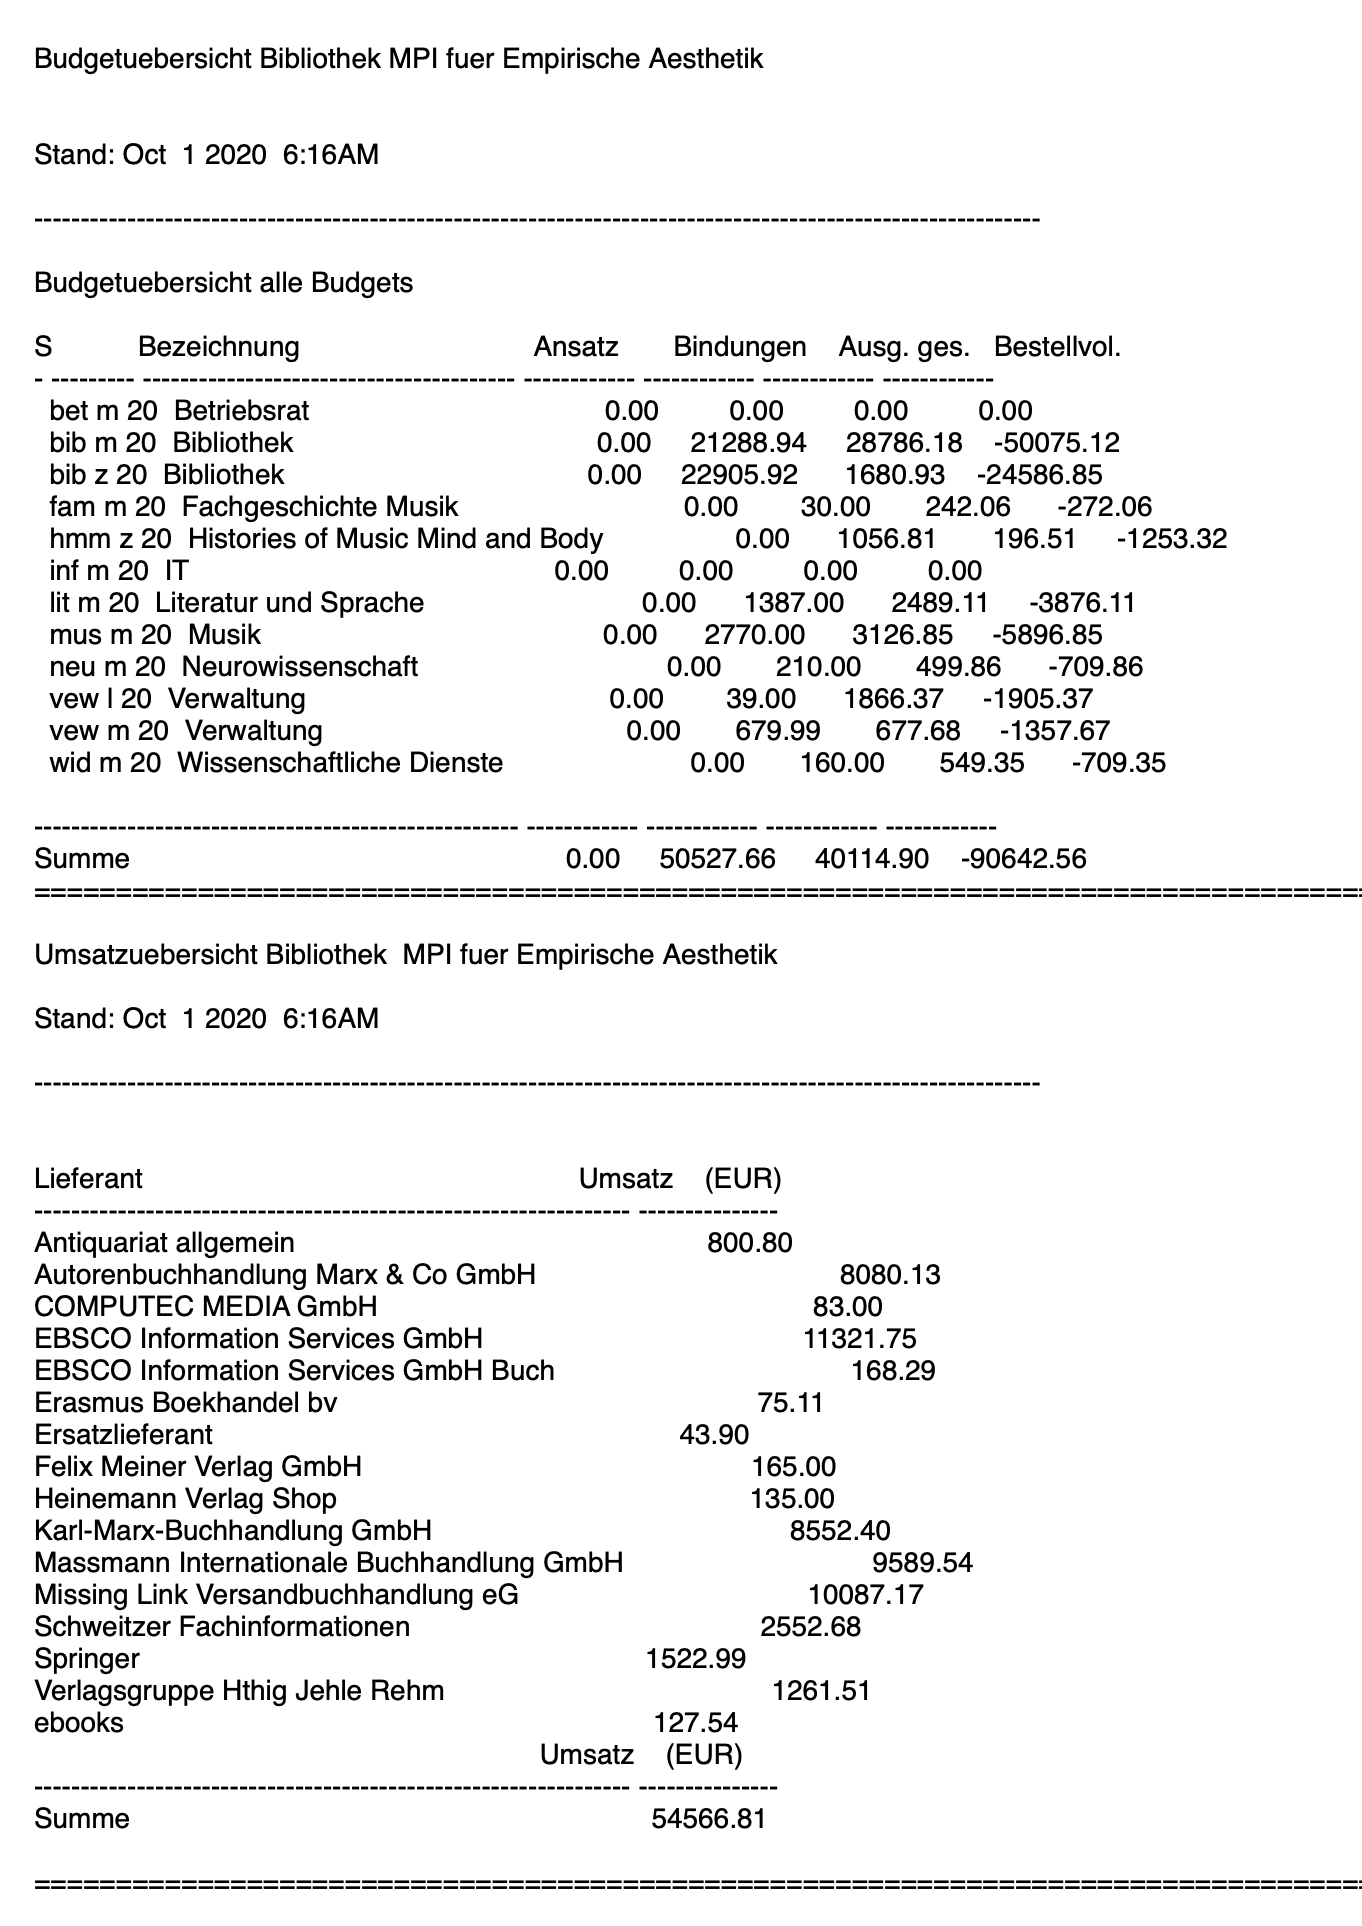 Budgetuebersicht Bibliothek MPI fuer Empirische Aesthetik
Stand: Oct  1 2020  6:16AM
-------------------------------------------------------------------------------------------------------------
Budgetuebersicht alle Budgets
S Bezeichnung Ansatz Bindungen Ausg. ges. Bestellvol.
- --------- ---------------------------------------- ------------ ------------ ------------ ------------
bet m 20  Betriebsrat 0.00 0.00 0.00 0.00
bib m 20  Bibliothek 0.00 21288.94 28786.18 -50075.12
bib z 20  Bibliothek 0.00 22905.92 1680.93 -24586.85
fam m 20  Fachgeschichte Musik 0.00 30.00 242.06 -272.06
hmm z 20  Histories of Music Mind and Body 0.00 1056.81 196.51 -1253.32
inf m 20  IT 0.00 0.00 0.00 0.00
lit m 20  Literatur und Sprache 0.00 1387.00 2489.11 -3876.11
mus m 20  Musik 0.00 2770.00 3126.85 -5896.85
neu m 20  Neurowissenschaft 0.00 210.00 499.86 -709.86
vew l 20  Verwaltung 0.00 39.00 1866.37 -1905.37
vew m 20  Verwaltung 0.00 679.99 677.68 -1357.67
wid m 20  Wissenschaftliche Dienste 0.00 160.00 549.35 -709.35
---------------------------------------------------- ------------ ------------ ------------ ------------
Summe 0.00 50527.66 40114.90 -90642.56
==================================================================================
Umsatzuebersicht Bibliothek  MPI fuer Empirische Aesthetik
Stand: Oct  1 2020  6:16AM
-------------------------------------------------------------------------------------------------------------
Lieferant Umsatz (EUR)
---------------------------------------------------------------- ---------------
Antiquariat allgemein 800.80
Autorenbuchhandlung Marx & Co GmbH 8080.13
COMPUTEC MEDIA GmbH 83.00
EBSCO Information Services GmbH 11321.75
EBSCO Information Services GmbH Buch 168.29
Erasmus Boekhandel bv 75.11
Ersatzlieferant 43.90
Felix Meiner Verlag GmbH 165.00
Heinemann Verlag Shop 135.00
Karl-Marx-Buchhandlung GmbH 8552.40
Massmann Internationale Buchhandlung GmbH 9589.54
Missing Link Versandbuchhandlung eG 10087.17
Schweitzer Fachinformationen 2552.68
Springer 1522.99
Verlagsgruppe Hthig Jehle Rehm 1261.51
ebooks 127.54
Umsatz (EUR)
---------------------------------------------------------------- ---------------
Summe 54566.81
==================================================================================